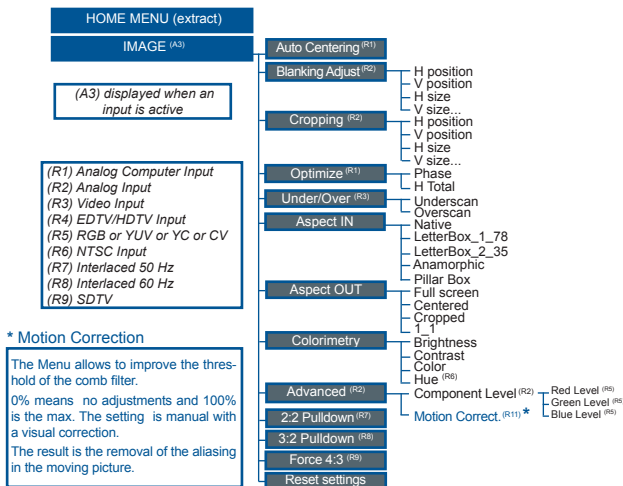 HOME MENU (extract)
IMAGE (A3)
(A3) displayed when an
input is active
(R1) Analog Computer Input
(R2) Analog Input
(R3) Video Input
(R4) EDTV/HDTV Input
(R5) RGB or YUV or YC or CV
(R6) NTSC Input
(R7) Interlaced 50 Hz
(R8) Interlaced 60 Hz
(R9) SDTV
* Motion Correction
The Menu allows to improve the thres-
hold of the comb filter.
0% means no adjustments and 100%
is the max. The setting is manual with
a visual correction.
The result is the removal of the aliasing
in the moving picture.
Auto Centering (R1)
Blanking Adjust (R2)
H position
V position
H size
V size...
Cropping (R2)
H position
V position
H size
V size...
Optimize (R1)
Phase
H Total
Under/Over (R3)
Underscan
Overscan
Aspect IN
Native
LetterBox_1_78
LetterBox_2_35
Anamorphic
Pillar Box
Aspect OUT
Full screen
Centered
Cropped
1_1
Colorimetry
Brightness
Contrast
Color
Hue (R6)
Advanced (R2)
Component Level (R2)
Red Level (R5)
Green Level (R5
Blue Level (R5)
Motion Correct. (R11) *
2:2 Pulldown (R7)
3:2 Pulldown (R8)
Force 4:3 (R9)
Reset settings